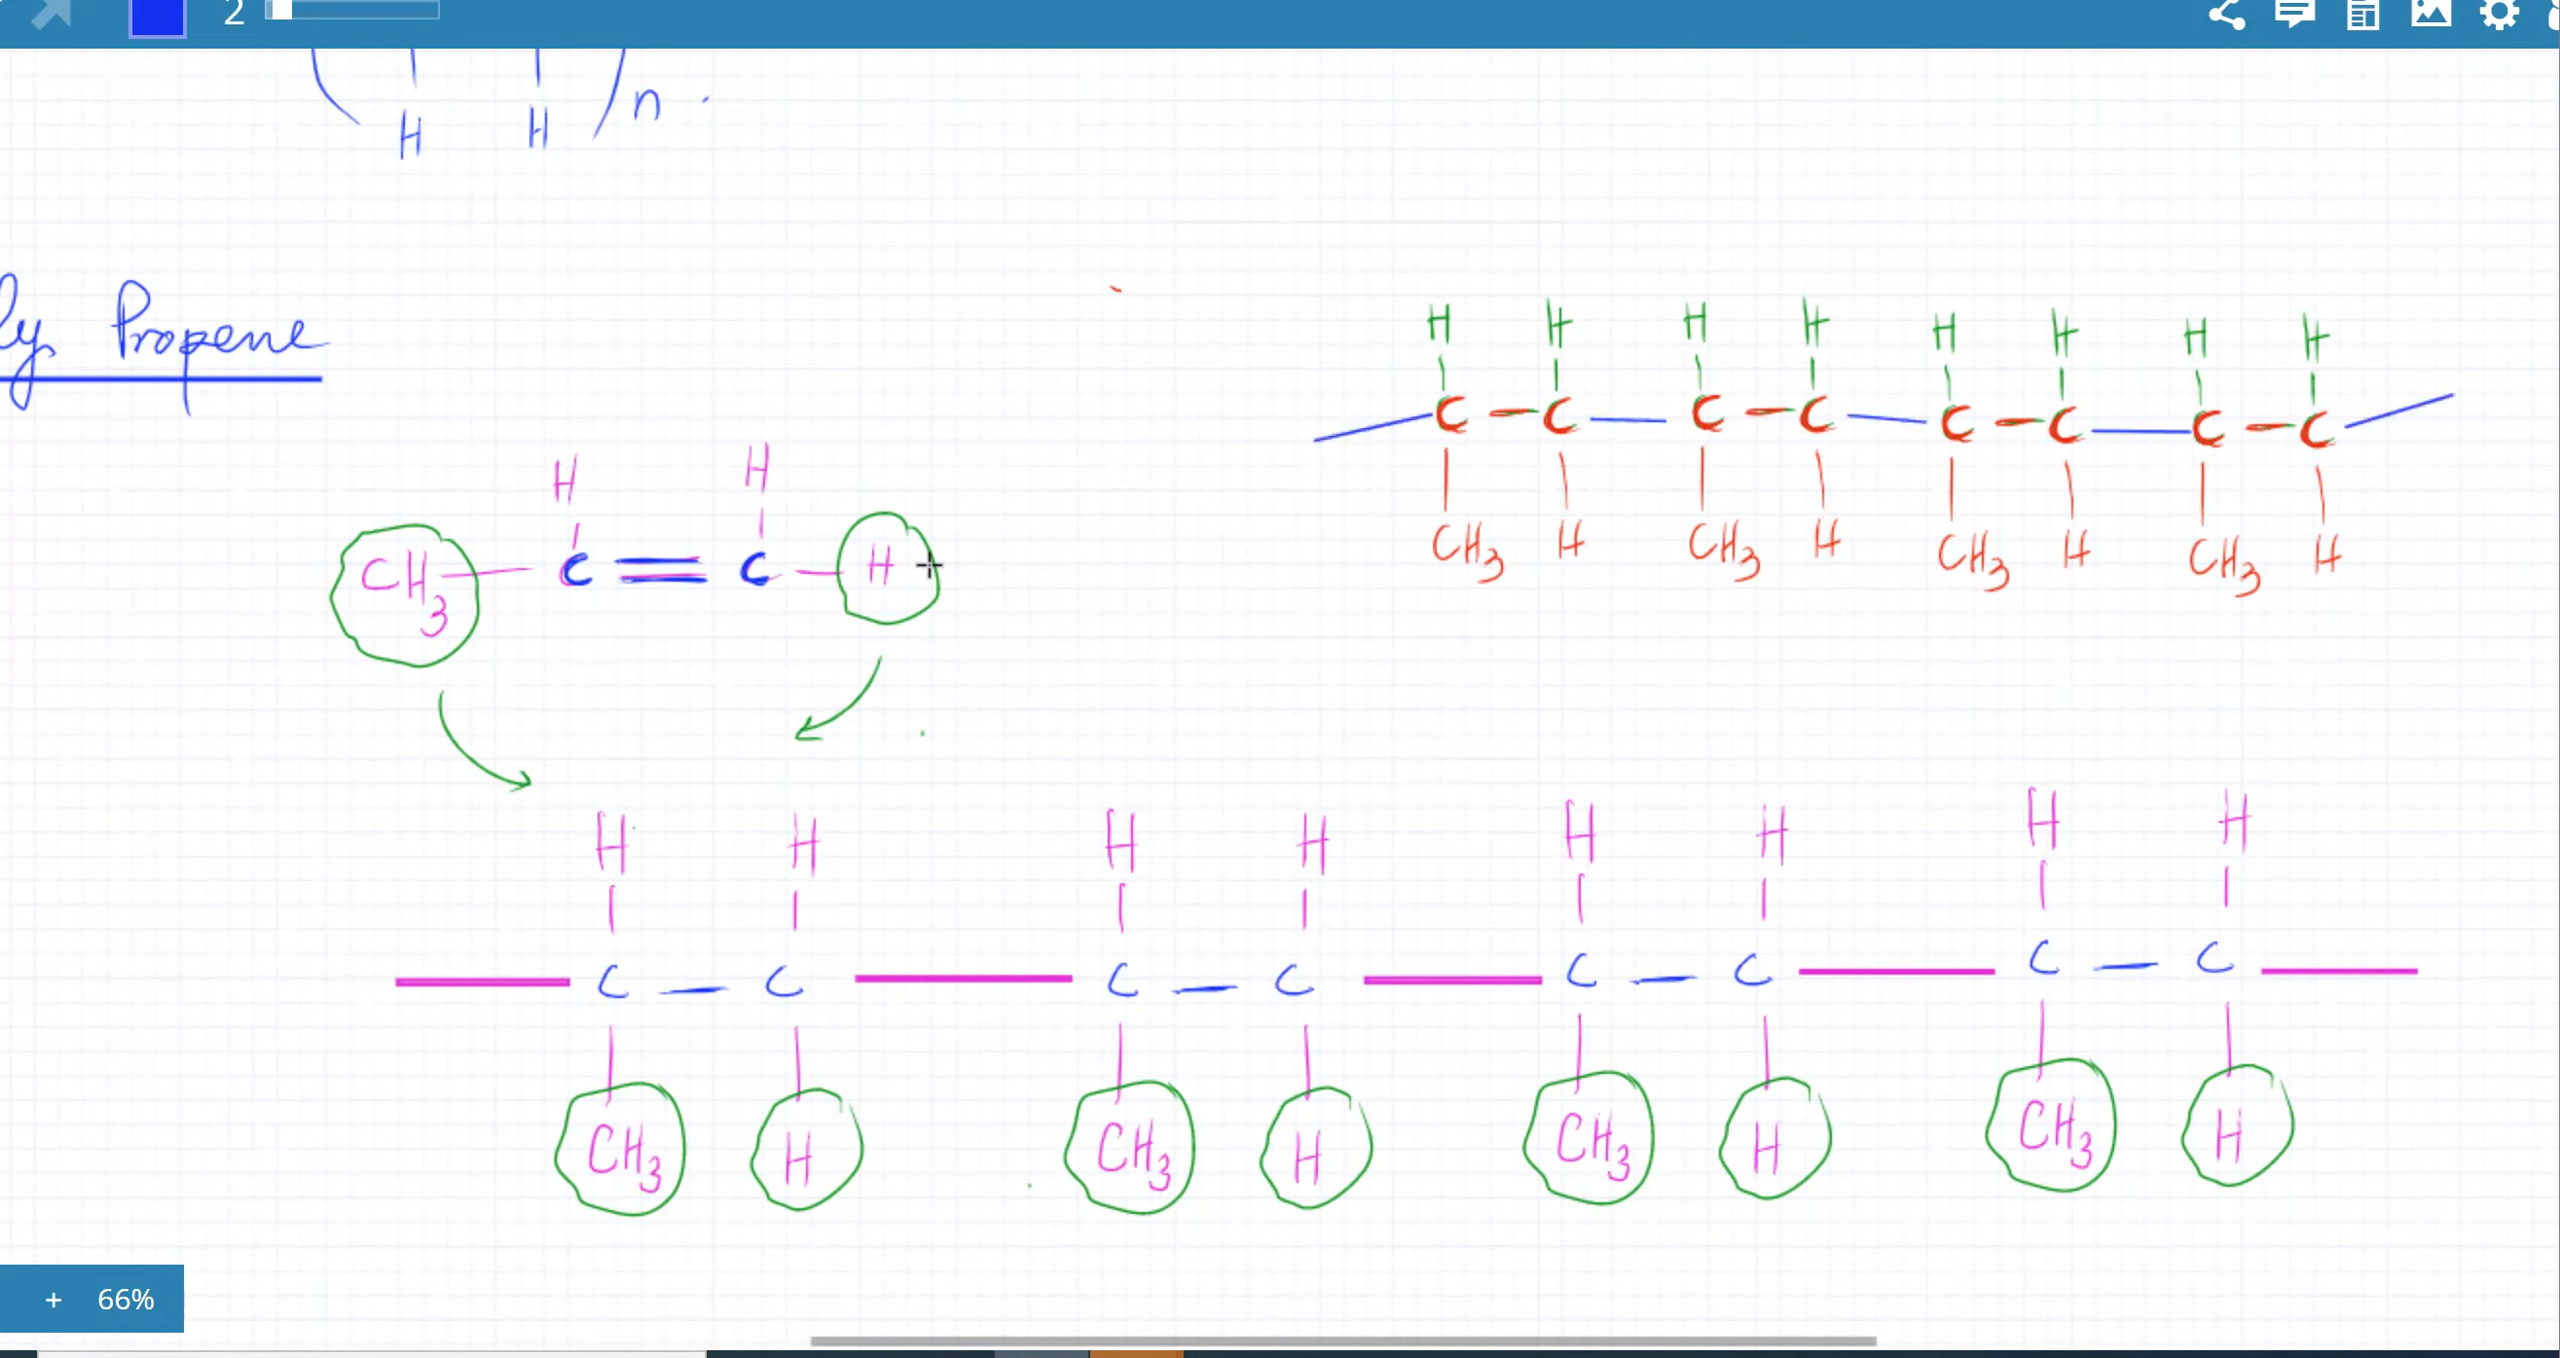 2
H H n
ly Propene
H H H H H H H H
C - C - C - C - C - C - C - C
CH3 H CH3 H CH3 H CH3 H
H H
CH3 - C = C - H
H H H H H H H H
C - C - C - C - C - C - C - C
CH3 H CH3 H CH3 H CH3 H
+ 66%